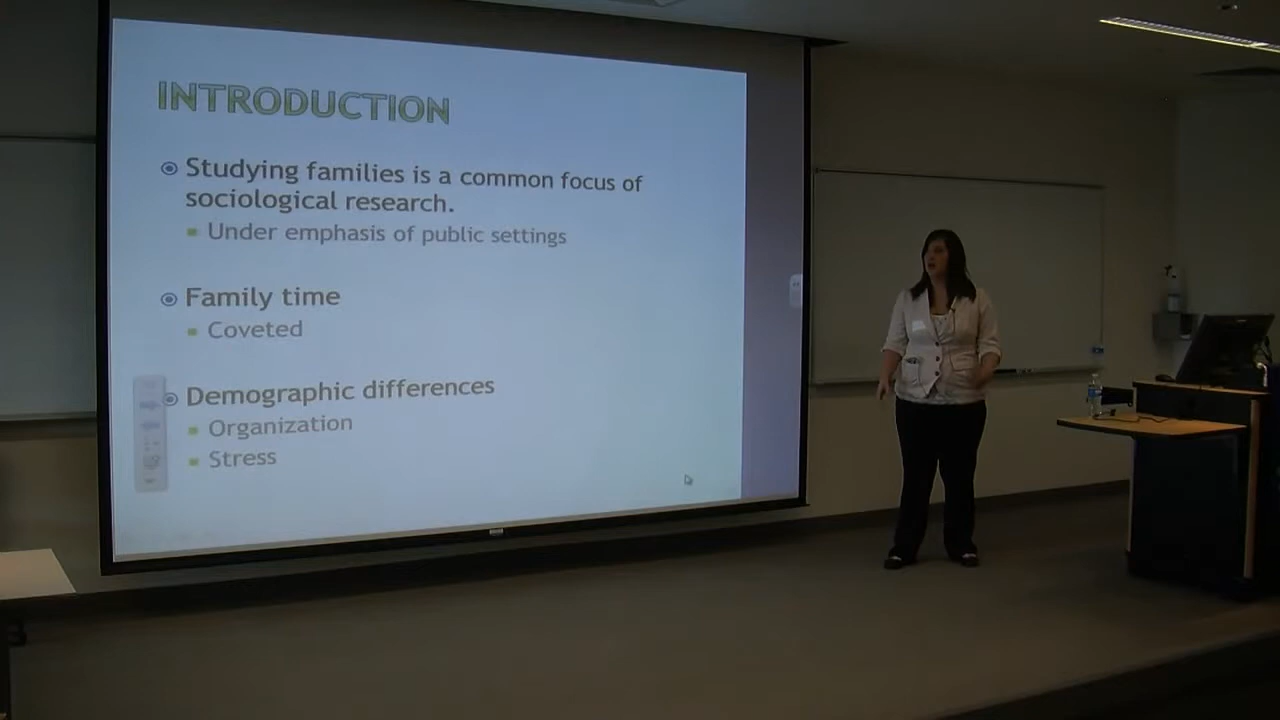 INTRODUCTION
Studying families is a common focus of
sociological research.
Under emphasis of public settings
Family time
Coveted
Demographic differences
Organization
Stress